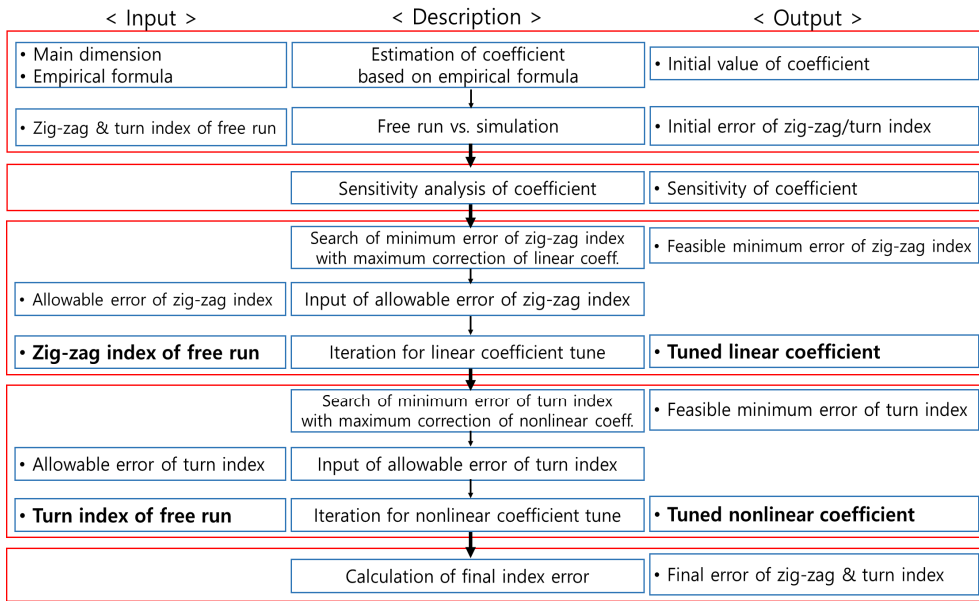 < Input >
< Description >
< Output >
• Main dimension
• Empirical formula
Estimation of coefficient
based on empirical formula
• Initial value of coefficient
• Zig-zag & turn index of free run
Free run vs. simulation
• Initial error of zig-zag/turn index
Sensitivity analysis of coefficient
• Sensitivity of coefficient
Search of minimum error of zig-zag index
with maximum correction of linear coeff.
• Feasible minimum error of zig-zag index
• Allowable error of zig-zag index
Input of allowable error of zig-zag index
• Zig-zag index of free run
Iteration for linear coefficient tune
• Tuned linear coefficient
Search of minimum error of turn index
with maximum correction of nonlinear coeff.
• Feasible minimum error of turn index
• Allowable error of turn index
Input of allowable error of turn index
• Turn index of free run
Iteration for nonlinear coefficient tune
• Tuned nonlinear coefficient
Calculation of final index error
• Final error of zig-zag & turn index